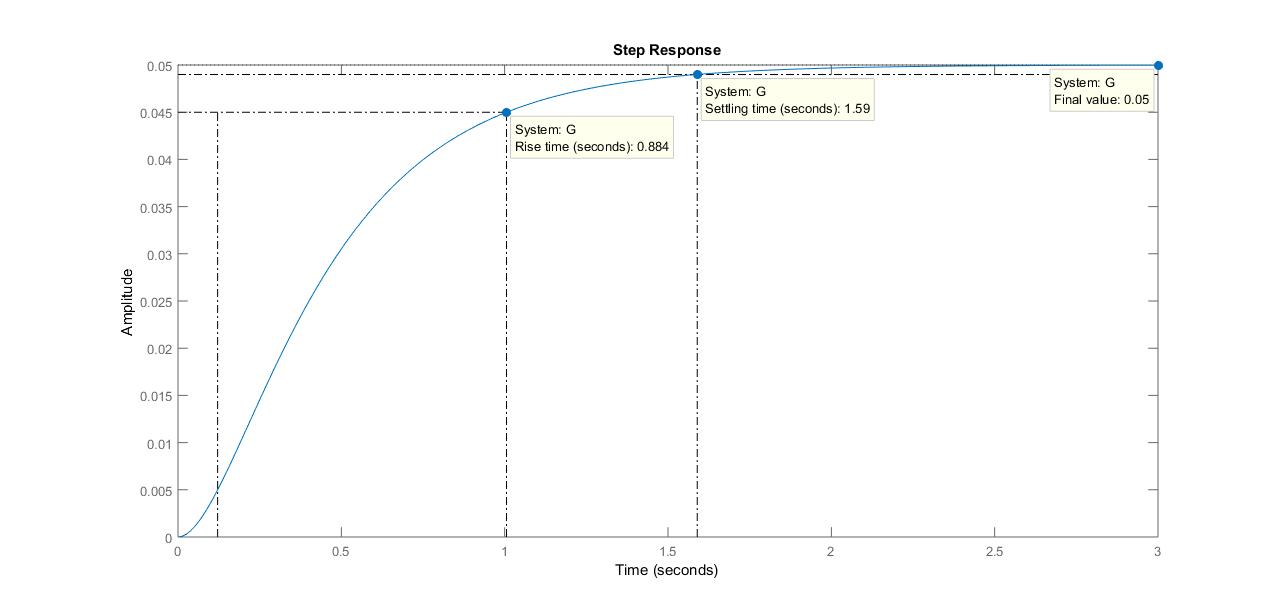 Step Response
0.05
0.045
0.04
0.035
0.03
0.025
0.02
0.015
0.01
0.005
0
Amplitude
System: G
Rise time (seconds): 0.884
System: G
Settling time (seconds): 1.59
System: G
Final value: 0.05
0 0.5 1 1.5 2 2.5 3
Time (seconds)